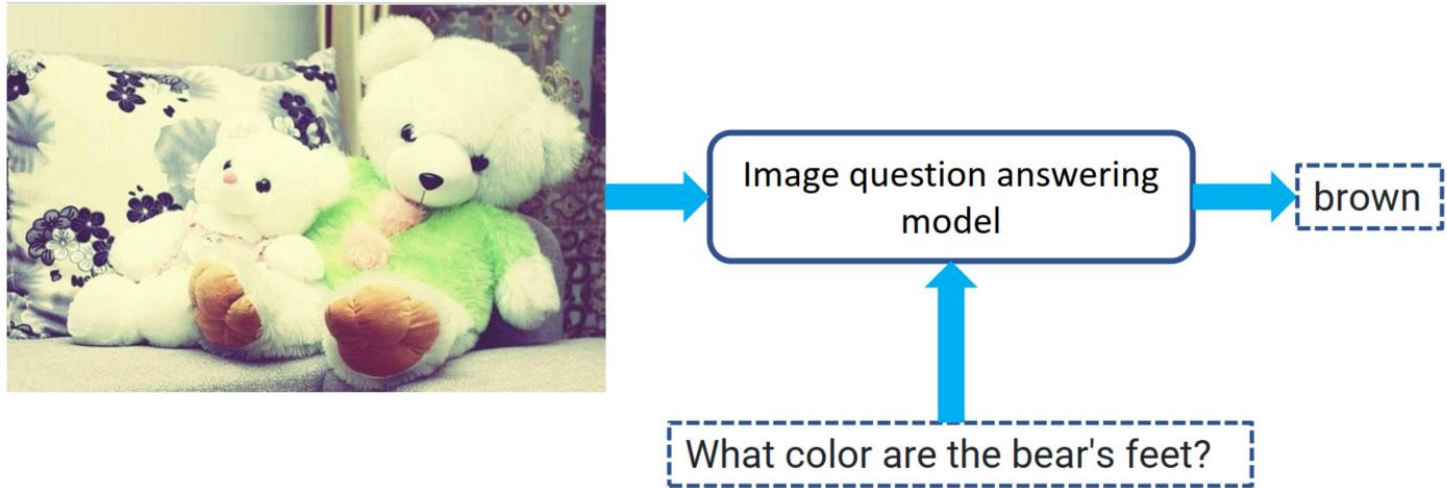 Image question answering
model
brown
What color are the bear's feet?